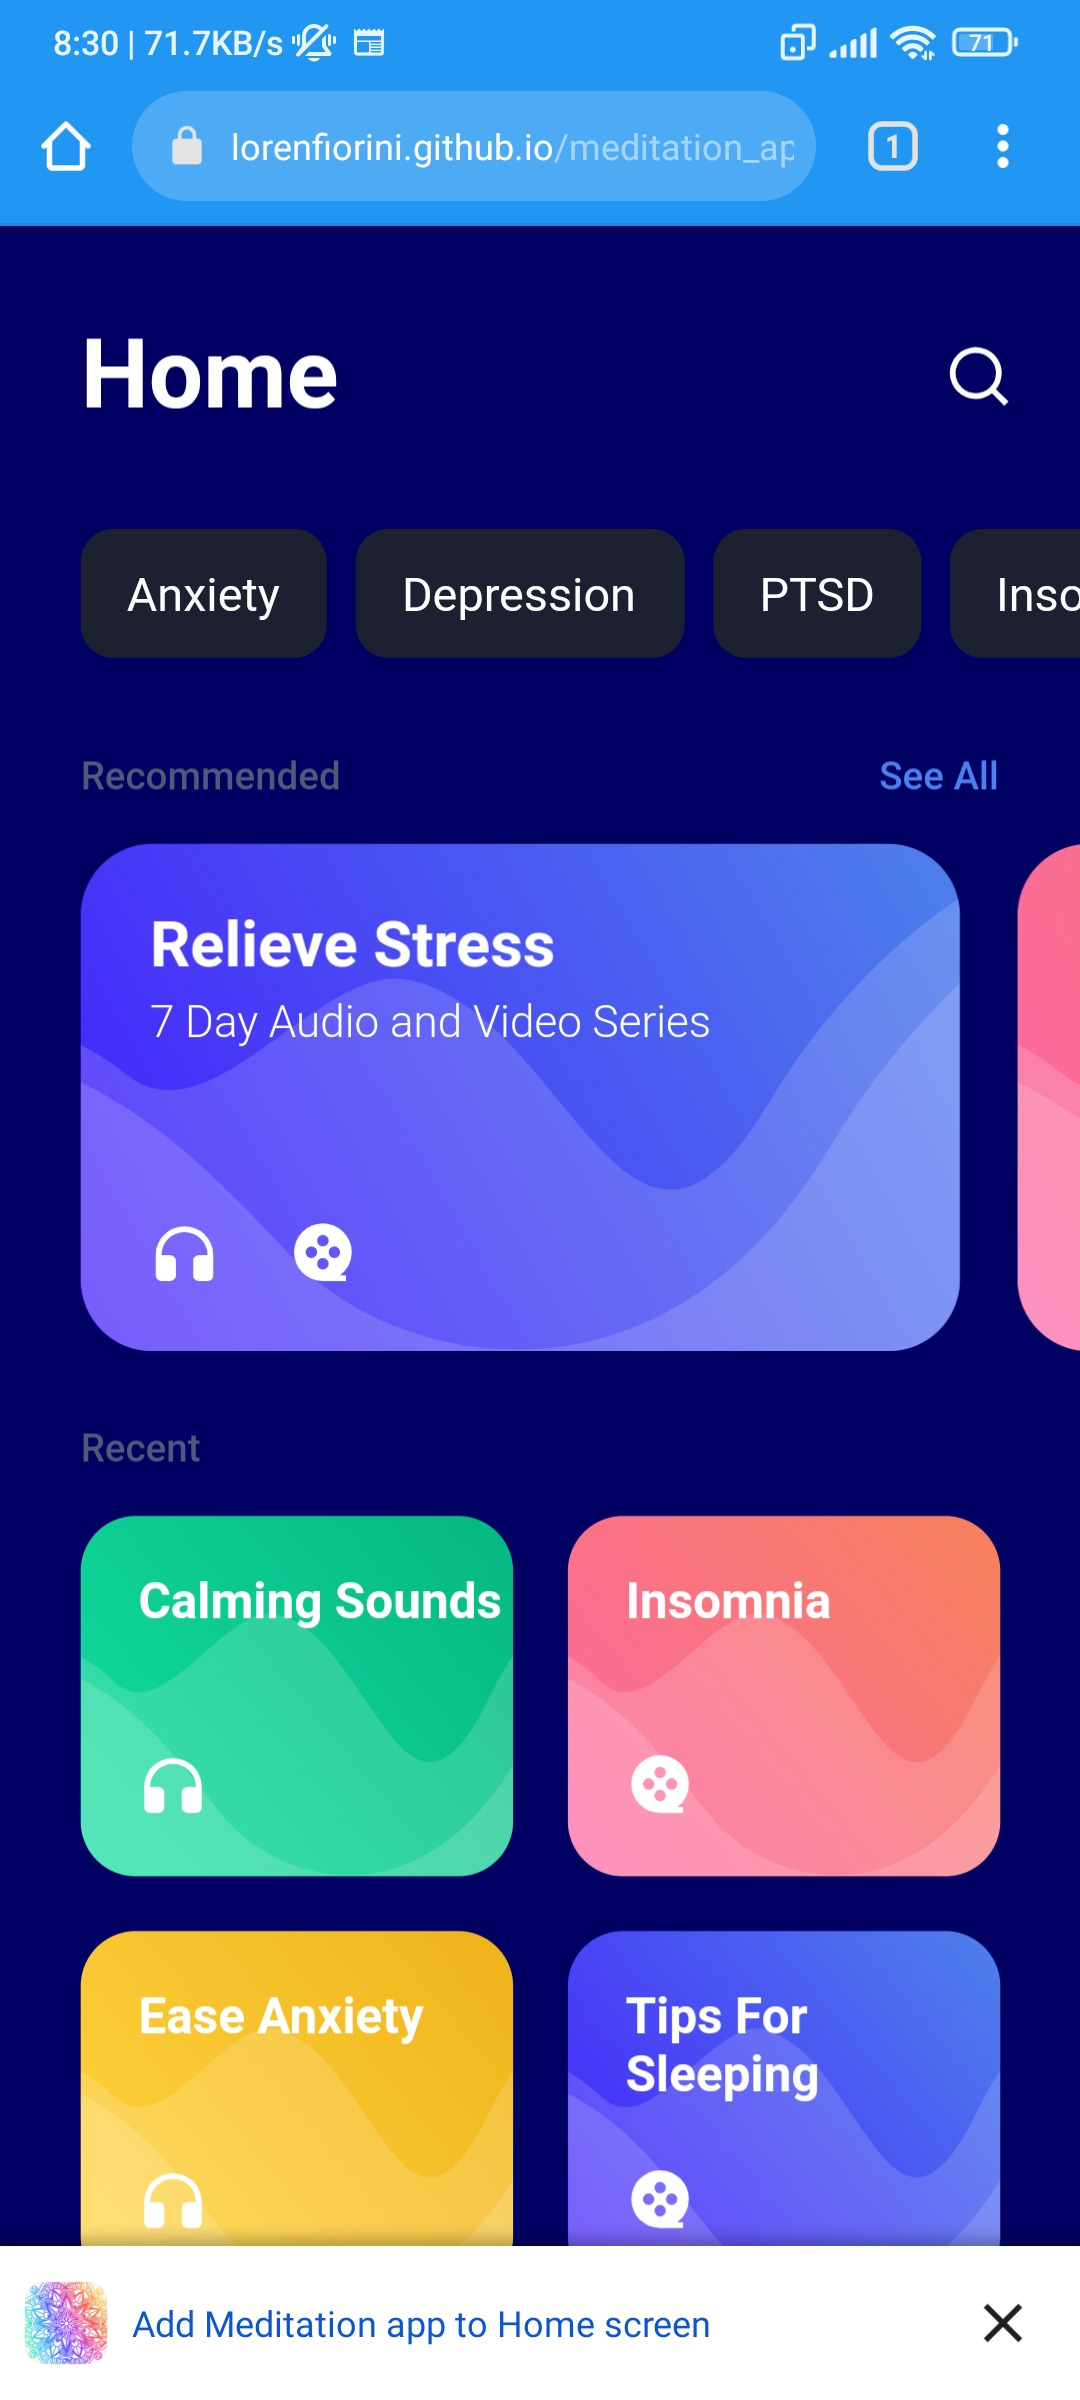 8:30 | 71.7KB/s
71
lorenfiorini.github.io/meditation_ap
1
Home
Anxiety
Depression
PTSD
Inso
Recommended
See All
Relieve Stress
7 Day Audio and Video Series
Recent
Calming Sounds
Insomnia
Ease Anxiety
Tips For
Sleeping
Add Meditation app to Home screen